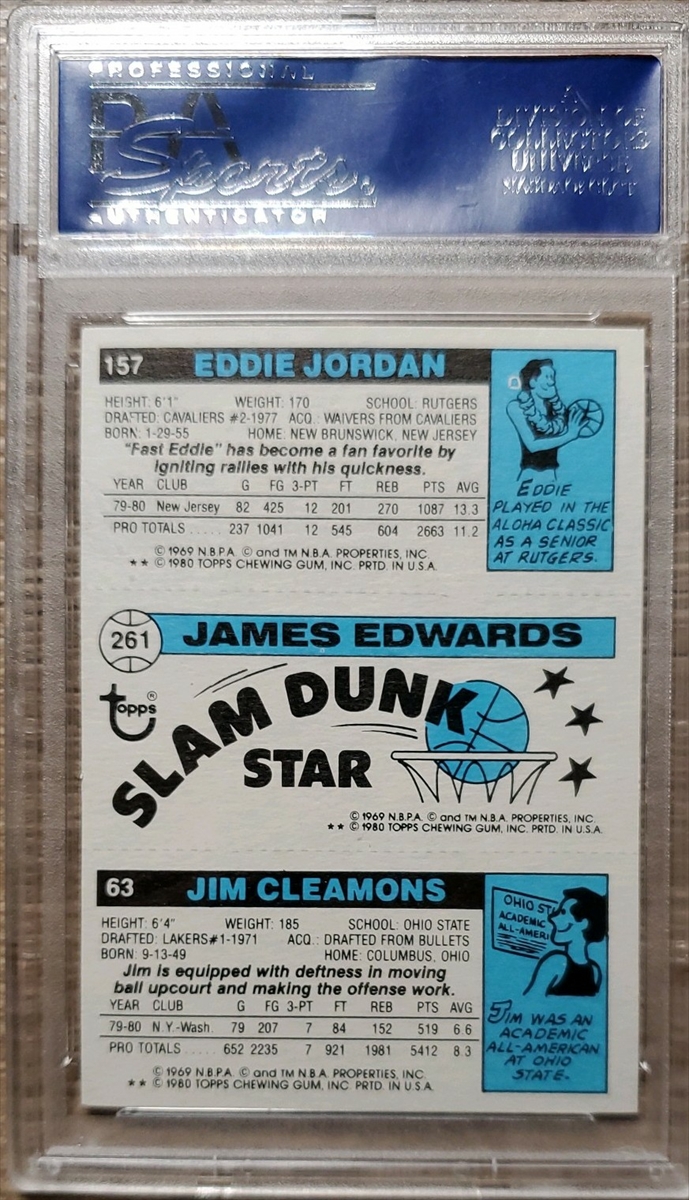 PROFESSIONAL
PSA
Sports
AUTHENTICATOR
A
DIVISION OF
COLLECTORS
UNIVERSE
157 EDDIE JORDAN
HEIGHT: 6'1" WEIGHT: 170 SCHOOL: RUTGERS
DRAFTED: CAVALIERS #2-1977 ACQ.: WAIVERS FROM CAVALIERS
BORN: 1-29-55 HOME: NEW BRUNSWICK, NEW JERSEY
"Fast Eddie" has become a fan favorite by
igniting rallies with his quickness.
YEAR CLUB G FG 3-PT FT REB PTS AVG
79-80 New Jersey 82 425 12 201 270 1087 13.3
PRO TOTALS ..... 237 1041 12 545 604 2663 11.2
© 1969 N.B.P.A. © and TM N.B.A. PROPERTIES, INC.
** © 1980 TOPPS CHEWING GUM, INC. PRTD. IN U.S.A.
EDDIE
PLAYED IN THE
ALOHA CLASSIC
AS A SENIOR
AT RUTGERS.
261 JAMES EDWARDS
Topps®
SLAM DUNK
STAR
© 1969 N.B.P.A. © and TM N.B.A. PROPERTIES, INC.
** © 1980 TOPPS CHEWING GUM, INC. PRTD. IN U.S.A.
63 JIM CLEAMONS
HEIGHT: 6'4" WEIGHT: 185 SCHOOL: OHIO STATE
DRAFTED: LAKERS#1-1971 ACQ.: DRAFTED FROM BULLETS
BORN: 9-13-49 HOME: COLUMBUS, OHIO
Jim is equipped with deftness in moving
ball upcourt and making the offense work.
YEAR CLUB G FG 3-PT FT REB PTS AVG
79-80 N.Y.-Wash. 79 207 7 84 152 519 6.6
PRO TOTALS ..... 652 2235 7 921 1981 5412 8.3
© 1969 N.B.P.A. © and TM N.B.A. PROPERTIES, INC.
** © 1980 TOPPS CHEWING GUM, INC. PRTD. IN U.S.A.
OHIO ST
ACADEMIC
ALL-AMERI
JIM WAS AN
ACADEMIC
ALL-AMERICAN
AT OHIO
STATE.